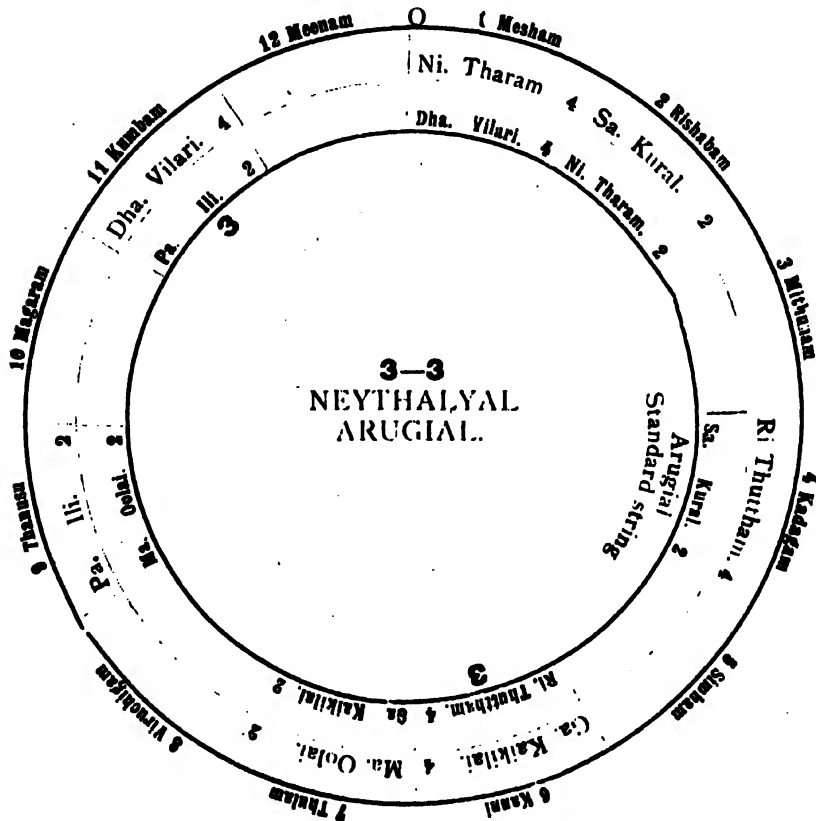 O
1 Mesham
2 Rishabam
3 Mithunam
4 Kadagam
5 Simham
6 Kanni
7 Thulam
8 Viruchigam
9 Thanusu
10 Magaram
11 Kumbam
12 Meenam
Ni. Tharam 4
Sa. Kural. 2
Ri Thuttham. 4
Ga. Kaikilai. 4
Ma. Oolai. 2
Pa. Ili. 2
Dha. Vilari. 4
Dha. Vilari. 4
Ni. Tharam. 2
Sa. Kural. 2
Ri. Thuttham. 4
Ga Kaikilai. 2
Ma. Oolai. 2
Pa. Ili. 2
3
3
Arugial
Standard string
3—3
NEYTHALYAL
ARUGIAL.